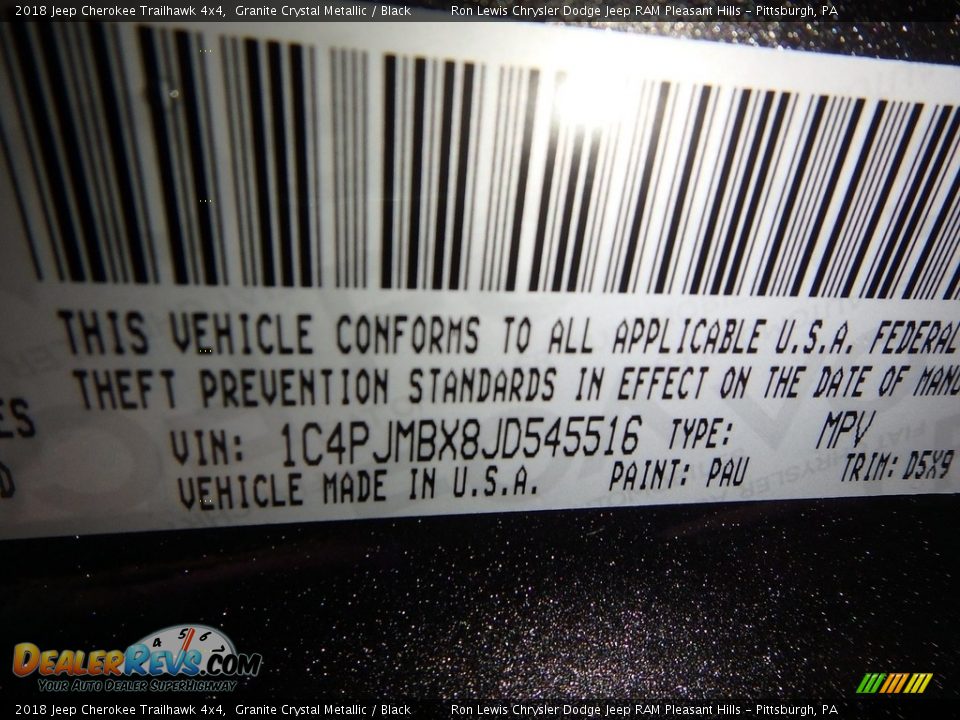 2018 Jeep Cherokee Trailhawk 4x4, Granite Crystal Metallic / Black Ron Lewis Chrysler Dodge Jeep RAM Pleasant Hills - Pittsburgh, PA
THIS VEHICLE CONFORMS TO ALL APPLICABLE U.S.A. FEDERAL
THEFT PREVENTION STANDARDS IN EFFECT ON THE DATE OF
VIN: 1C4PJMBX8JD545516 TYPE: MPV
VEHICLE MADE IN U.S.A. PAINT: PAU TRIM: D5X9
4 5 6
DealerRevs.com
Your Auto Dealer SuperHighway
2018 Jeep Cherokee Trailhawk 4x4, Granite Crystal Metallic / Black Ron Lewis Chrysler Dodge Jeep RAM Pleasant Hills - Pittsburgh, PA